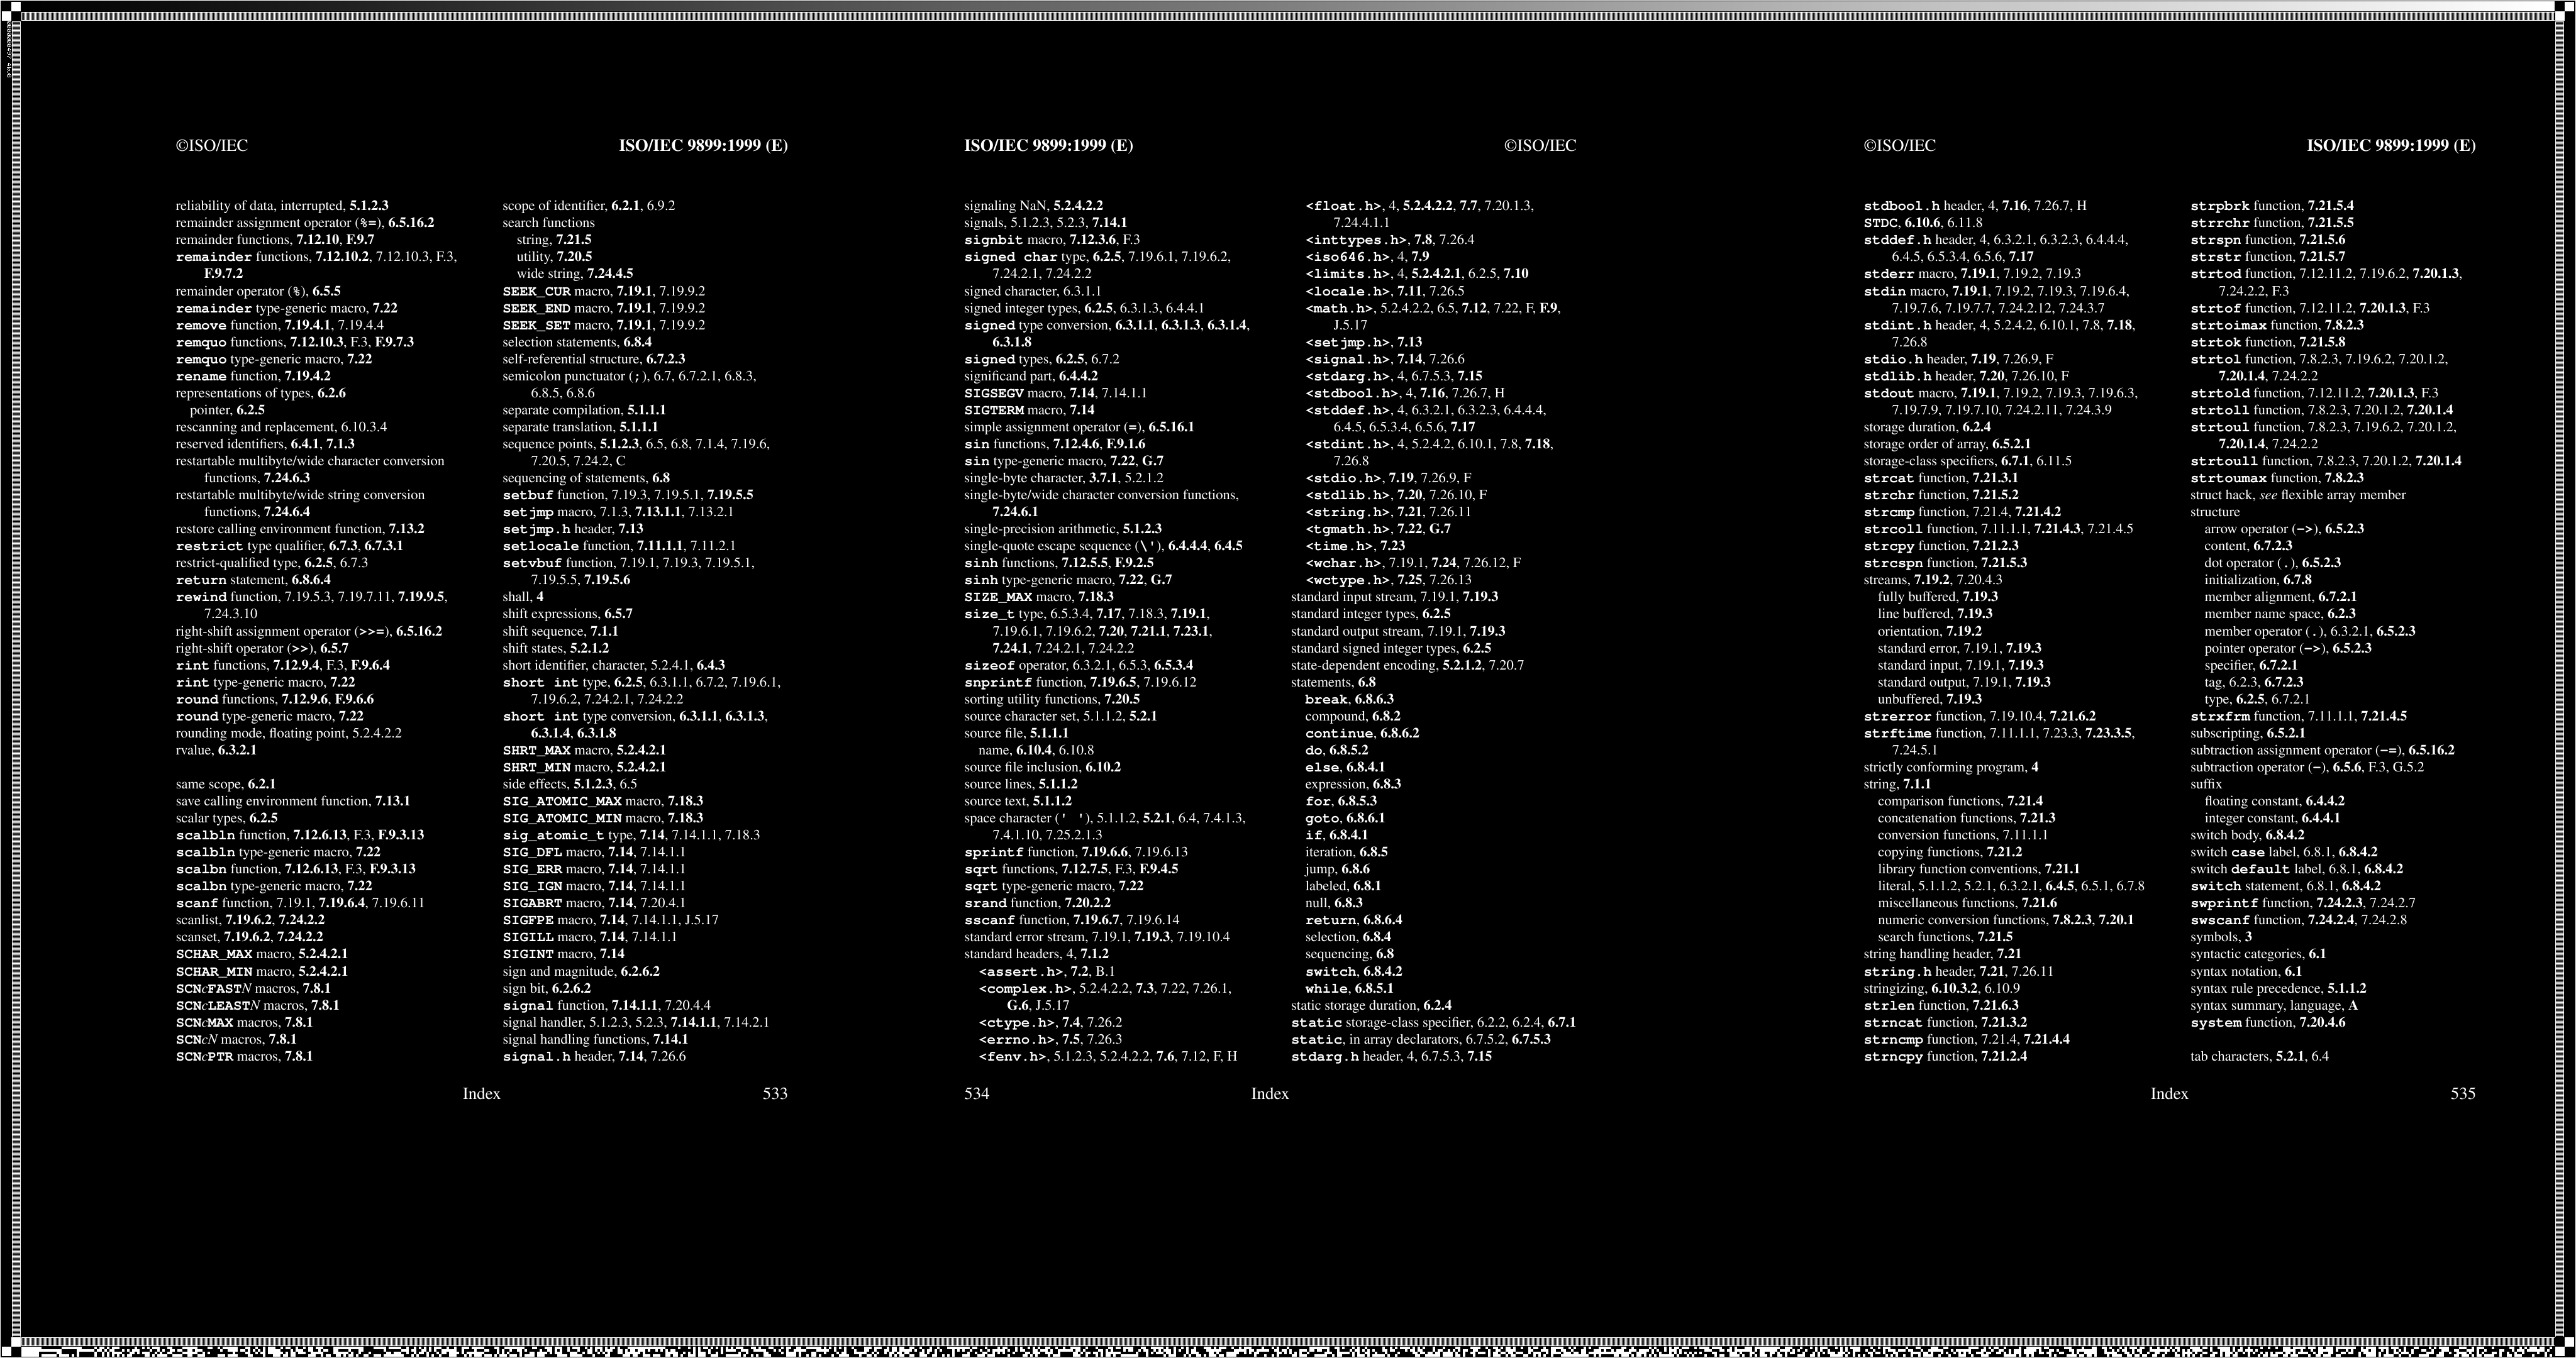 ©ISO/IEC
ISO/IEC 9899:1999 (E)
reliability of data, interrupted, 5.1.2.3
remainder assignment operator (%=), 6.5.16.2
remainder functions, 7.12.10, F.9.7
remainder functions, 7.12.10.2, 7.12.10.3, F.3,
F.9.7.2
remainder operator (%), 6.5.5
remainder type-generic macro, 7.22
remove function, 7.19.4.1, 7.19.4.4
remquo functions, 7.12.10.3, F.3, F.9.7.3
remquo type-generic macro, 7.22
rename function, 7.19.4.2
representations of types, 6.2.6
pointer, 6.2.5
rescanning and replacement, 6.10.3.4
reserved identifiers, 6.4.1, 7.1.3
restartable multibyte/wide character conversion
functions, 7.24.6.3
restartable multibyte/wide string conversion
functions, 7.24.6.4
restore calling environment function, 7.13.2
restrict type qualifier, 6.7.3, 6.7.3.1
restrict-qualified type, 6.2.5, 6.7.3
return statement, 6.8.6.4
rewind function, 7.19.5.3, 7.19.7.11, 7.19.9.5,
7.24.3.10
right-shift assignment operator (>>=), 6.5.16.2
right-shift operator (>>), 6.5.7
rint functions, 7.12.9.4, F.3, F.9.6.4
rint type-generic macro, 7.22
round functions, 7.12.9.6, F.9.6.6
round type-generic macro, 7.22
rounding mode, floating point, 5.2.4.2.2
rvalue, 6.3.2.1
same scope, 6.2.1
save calling environment function, 7.13.1
scalar types, 6.2.5
scalbln function, 7.12.6.13, F.3, F.9.3.13
scalbln type-generic macro, 7.22
scalbn function, 7.12.6.13, F.3, F.9.3.13
scalbn type-generic macro, 7.22
scanf function, 7.19.1, 7.19.6.4, 7.19.6.11
scanlist, 7.19.6.2, 7.24.2.2
scanset, 7.19.6.2, 7.24.2.2
SCHAR_MAX macro, 5.2.4.2.1
SCHAR_MIN macro, 5.2.4.2.1
SCNcFASTN macros, 7.8.1
SCNcLEASTN macros, 7.8.1
SCNcMAX macros, 7.8.1
SCNcN macros, 7.8.1
SCNcPTR macros, 7.8.1
scope of identifier, 6.2.1, 6.9.2
search functions
string, 7.21.5
utility, 7.20.5
wide string, 7.24.4.5
SEEK_CUR macro, 7.19.1, 7.19.9.2
SEEK_END macro, 7.19.1, 7.19.9.2
SEEK_SET macro, 7.19.1, 7.19.9.2
selection statements, 6.8.4
self-referential structure, 6.7.2.3
semicolon punctuator (;), 6.7, 6.7.2.1, 6.8.3,
6.8.5, 6.8.6
separate compilation, 5.1.1.1
separate translation, 5.1.1.1
sequence points, 5.1.2.3, 6.5, 6.8, 7.1.4, 7.19.6,
7.20.5, 7.24.2, C
sequencing of statements, 6.8
setbuf function, 7.19.3, 7.19.5.1, 7.19.5.5
setjmp macro, 7.1.3, 7.13.1.1, 7.13.2.1
setjmp.h header, 7.13
setlocale function, 7.11.1.1, 7.11.2.1
setvbuf function, 7.19.1, 7.19.3, 7.19.5.1,
7.19.5.5, 7.19.5.6
shall, 4
shift expressions, 6.5.7
shift sequence, 7.1.1
shift states, 5.2.1.2
short identifier, character, 5.2.4.1, 6.4.3
short int type, 6.2.5, 6.3.1.1, 6.7.2, 7.19.6.1,
7.19.6.2, 7.24.2.1, 7.24.2.2
short int type conversion, 6.3.1.1, 6.3.1.3,
6.3.1.4, 6.3.1.8
SHRT_MAX macro, 5.2.4.2.1
SHRT_MIN macro, 5.2.4.2.1
side effects, 5.1.2.3, 6.5
SIG_ATOMIC_MAX macro, 7.18.3
SIG_ATOMIC_MIN macro, 7.18.3
sig_atomic_t type, 7.14, 7.14.1.1, 7.18.3
SIG_DFL macro, 7.14, 7.14.1.1
SIG_ERR macro, 7.14, 7.14.1.1
SIG_IGN macro, 7.14, 7.14.1.1
SIGABRT macro, 7.14, 7.20.4.1
SIGFPE macro, 7.14, 7.14.1.1, J.5.17
SIGILL macro, 7.14, 7.14.1.1
SIGINT macro, 7.14
sign and magnitude, 6.2.6.2
sign bit, 6.2.6.2
signal function, 7.14.1.1, 7.20.4.4
signal handler, 5.1.2.3, 5.2.3, 7.14.1.1, 7.14.2.1
signal handling functions, 7.14.1
signal.h header, 7.14, 7.26.6
Index
533
ISO/IEC 9899:1999 (E)
©ISO/IEC
signaling NaN, 5.2.4.2.2
signals, 5.1.2.3, 5.2.3, 7.14.1
signbit macro, 7.12.3.6, F.3
signed char type, 6.2.5, 7.19.6.1, 7.19.6.2,
7.24.2.1, 7.24.2.2
signed character, 6.3.1.1
signed integer types, 6.2.5, 6.3.1.3, 6.4.4.1
signed type conversion, 6.3.1.1, 6.3.1.3, 6.3.1.4,
6.3.1.8
signed types, 6.2.5, 6.7.2
significand part, 6.4.4.2
SIGSEGV macro, 7.14, 7.14.1.1
SIGTERM macro, 7.14
simple assignment operator (=), 6.5.16.1
sin functions, 7.12.4.6, F.9.1.6
sin type-generic macro, 7.22, G.7
single-byte character, 3.7.1, 5.2.1.2
single-byte/wide character conversion functions,
7.24.6.1
single-precision arithmetic, 5.1.2.3
single-quote escape sequence (\'), 6.4.4.4, 6.4.5
sinh functions, 7.12.5.5, F.9.2.5
sinh type-generic macro, 7.22, G.7
SIZE_MAX macro, 7.18.3
size_t type, 6.5.3.4, 7.17, 7.18.3, 7.19.1,
7.19.6.1, 7.19.6.2, 7.20, 7.21.1, 7.23.1,
7.24.1, 7.24.2.1, 7.24.2.2
sizeof operator, 6.3.2.1, 6.5.3, 6.5.3.4
snprintf function, 7.19.6.5, 7.19.6.12
sorting utility functions, 7.20.5
source character set, 5.1.1.2, 5.2.1
source file, 5.1.1.1
name, 6.10.4, 6.10.8
source file inclusion, 6.10.2
source lines, 5.1.1.2
source text, 5.1.1.2
space character (' '), 5.1.1.2, 5.2.1, 6.4, 7.4.1.3,
7.4.1.10, 7.25.2.1.3
sprintf function, 7.19.6.6, 7.19.6.13
sqrt functions, 7.12.7.5, F.3, F.9.4.5
sqrt type-generic macro, 7.22
srand function, 7.20.2.2
sscanf function, 7.19.6.7, 7.19.6.14
standard error stream, 7.19.1, 7.19.3, 7.19.10.4
standard headers, 4, 7.1.2
<assert.h>, 7.2, B.1
<complex.h>, 5.2.4.2.2, 7.3, 7.22, 7.26.1,
G.6, J.5.17
<ctype.h>, 7.4, 7.26.2
<errno.h>, 7.5, 7.26.3
<fenv.h>, 5.1.2.3, 5.2.4.2.2, 7.6, 7.12, F, H
<float.h>, 4, 5.2.4.2.2, 7.7, 7.20.1.3,
7.24.4.1.1
<inttypes.h>, 7.8, 7.26.4
<iso646.h>, 4, 7.9
<limits.h>, 4, 5.2.4.2.1, 6.2.5, 7.10
<locale.h>, 7.11, 7.26.5
<math.h>, 5.2.4.2.2, 6.5, 7.12, 7.22, F, F.9,
J.5.17
<setjmp.h>, 7.13
<signal.h>, 7.14, 7.26.6
<stdarg.h>, 4, 6.7.5.3, 7.15
<stdbool.h>, 4, 7.16, 7.26.7, H
<stddef.h>, 4, 6.3.2.1, 6.3.2.3, 6.4.4.4,
6.4.5, 6.5.3.4, 6.5.6, 7.17
<stdint.h>, 4, 5.2.4.2, 6.10.1, 7.8, 7.18,
7.26.8
<stdio.h>, 7.19, 7.26.9, F
<stdlib.h>, 7.20, 7.26.10, F
<string.h>, 7.21, 7.26.11
<tgmath.h>, 7.22, G.7
<time.h>, 7.23
<wchar.h>, 7.19.1, 7.24, 7.26.12, F
<wctype.h>, 7.25, 7.26.13
standard input stream, 7.19.1, 7.19.3
standard integer types, 6.2.5
standard output stream, 7.19.1, 7.19.3
standard signed integer types, 6.2.5
state-dependent encoding, 5.2.1.2, 7.20.7
statements, 6.8
break, 6.8.6.3
compound, 6.8.2
continue, 6.8.6.2
do, 6.8.5.2
else, 6.8.4.1
expression, 6.8.3
for, 6.8.5.3
goto, 6.8.6.1
if, 6.8.4.1
iteration, 6.8.5
jump, 6.8.6
labeled, 6.8.1
null, 6.8.3
return, 6.8.6.4
selection, 6.8.4
sequencing, 6.8
switch, 6.8.4.2
while, 6.8.5.1
static storage duration, 6.2.4
static storage-class specifier, 6.2.2, 6.2.4, 6.7.1
static, in array declarators, 6.7.5.2, 6.7.5.3
stdarg.h header, 4, 6.7.5.3, 7.15
534
Index
©ISO/IEC
ISO/IEC 9899:1999 (E)
stdbool.h header, 4, 7.16, 7.26.7, H
STDC, 6.10.6, 6.11.8
stddef.h header, 4, 6.3.2.1, 6.3.2.3, 6.4.4.4,
6.4.5, 6.5.3.4, 6.5.6, 7.17
stderr macro, 7.19.1, 7.19.2, 7.19.3
stdin macro, 7.19.1, 7.19.2, 7.19.3, 7.19.6.4,
7.19.7.6, 7.19.7.7, 7.24.2.12, 7.24.3.7
stdint.h header, 4, 5.2.4.2, 6.10.1, 7.8, 7.18,
7.26.8
stdio.h header, 7.19, 7.26.9, F
stdlib.h header, 7.20, 7.26.10, F
stdout macro, 7.19.1, 7.19.2, 7.19.3, 7.19.6.3,
7.19.7.9, 7.19.7.10, 7.24.2.11, 7.24.3.9
storage duration, 6.2.4
storage order of array, 6.5.2.1
storage-class specifiers, 6.7.1, 6.11.5
strcat function, 7.21.3.1
strchr function, 7.21.5.2
strcmp function, 7.21.4, 7.21.4.2
strcoll function, 7.11.1.1, 7.21.4.3, 7.21.4.5
strcpy function, 7.21.2.3
strcspn function, 7.21.5.3
streams, 7.19.2, 7.20.4.3
fully buffered, 7.19.3
line buffered, 7.19.3
orientation, 7.19.2
standard error, 7.19.1, 7.19.3
standard input, 7.19.1, 7.19.3
standard output, 7.19.1, 7.19.3
unbuffered, 7.19.3
strerror function, 7.19.10.4, 7.21.6.2
strftime function, 7.11.1.1, 7.23.3, 7.23.3.5,
7.24.5.1
strictly conforming program, 4
string, 7.1.1
comparison functions, 7.21.4
concatenation functions, 7.21.3
conversion functions, 7.11.1.1
copying functions, 7.21.2
library function conventions, 7.21.1
literal, 5.1.1.2, 5.2.1, 6.3.2.1, 6.4.5, 6.5.1, 6.7.8
miscellaneous functions, 7.21.6
numeric conversion functions, 7.8.2.3, 7.20.1
search functions, 7.21.5
string handling header, 7.21
string.h header, 7.21, 7.26.11
stringizing, 6.10.3.2, 6.10.9
strlen function, 7.21.6.3
strncat function, 7.21.3.2
strncmp function, 7.21.4, 7.21.4.4
strncpy function, 7.21.2.4
strpbrk function, 7.21.5.4
strrchr function, 7.21.5.5
strspn function, 7.21.5.6
strstr function, 7.21.5.7
strtod function, 7.12.11.2, 7.19.6.2, 7.20.1.3,
7.24.2.2, F.3
strtof function, 7.12.11.2, 7.20.1.3, F.3
strtoimax function, 7.8.2.3
strtok function, 7.21.5.8
strtol function, 7.8.2.3, 7.19.6.2, 7.20.1.2,
7.20.1.4, 7.24.2.2
strtold function, 7.12.11.2, 7.20.1.3, F.3
strtoll function, 7.8.2.3, 7.20.1.2, 7.20.1.4
strtoul function, 7.8.2.3, 7.19.6.2, 7.20.1.2,
7.20.1.4, 7.24.2.2
strtoull function, 7.8.2.3, 7.20.1.2, 7.20.1.4
strtoumax function, 7.8.2.3
struct hack, see flexible array member
structure
arrow operator (->), 6.5.2.3
content, 6.7.2.3
dot operator (.), 6.5.2.3
initialization, 6.7.8
member alignment, 6.7.2.1
member name space, 6.2.3
member operator (.), 6.3.2.1, 6.5.2.3
pointer operator (->), 6.5.2.3
specifier, 6.7.2.1
tag, 6.2.3, 6.7.2.3
type, 6.2.5, 6.7.2.1
strxfrm function, 7.11.1.1, 7.21.4.5
subscripting, 6.5.2.1
subtraction assignment operator (-=), 6.5.16.2
subtraction operator (-), 6.5.6, F.3, G.5.2
suffix
floating constant, 6.4.4.2
integer constant, 6.4.4.1
switch body, 6.8.4.2
switch case label, 6.8.1, 6.8.4.2
switch default label, 6.8.1, 6.8.4.2
switch statement, 6.8.1, 6.8.4.2
swprintf function, 7.24.2.3, 7.24.2.7
swscanf function, 7.24.2.4, 7.24.2.8
symbols, 3
syntactic categories, 6.1
syntax notation, 6.1
syntax rule precedence, 5.1.1.2
syntax summary, language, A
system function, 7.20.4.6
tab characters, 5.2.1, 6.4
Index
535